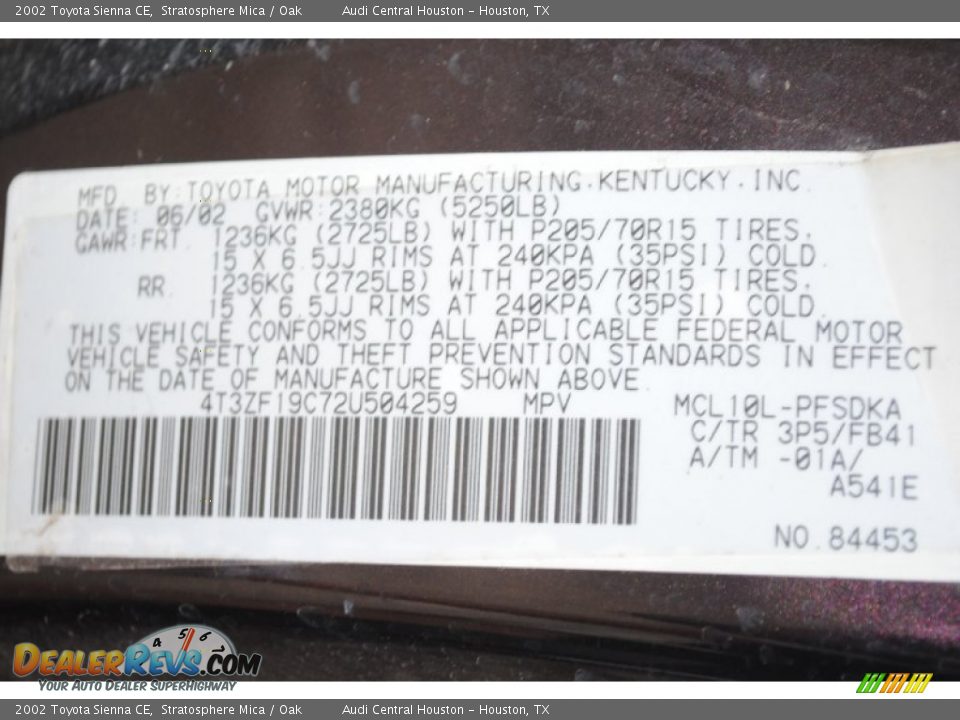 2002 Toyota Sienna CE, Stratosphere Mica / Oak Audi Central Houston - Houston, TX
MFD. BY:TOYOTA MOTOR MANUFACTURING.KENTUCKY.INC.
DATE: 06/02 GVWR:2380KG (5250LB)
GAWR:FRT. 1236KG (2725LB) WITH P205/70R15 TIRES,
15 X 6.5JJ RIMS AT 240KPA (35PSI) COLD.
RR. 1236KG (2725LB) WITH P205/70R15 TIRES,
15 X 6.5JJ RIMS AT 240KPA (35PSI) COLD.
THIS VEHICLE CONFORMS TO ALL APPLICABLE FEDERAL MOTOR
VEHICLE SAFETY AND THEFT PREVENTION STANDARDS IN EFFECT
ON THE DATE OF MANUFACTURE SHOWN ABOVE.
4T3ZF19C72U504259 MPV MCL10L-PFSDKA
C/TR 3P5/FB41
A/TM -01A/
A541E
NO.84453
4 5 6
DEALERREVS.COM
YOUR AUTO DEALER SUPERHIGHWAY
2002 Toyota Sienna CE, Stratosphere Mica / Oak Audi Central Houston - Houston, TX